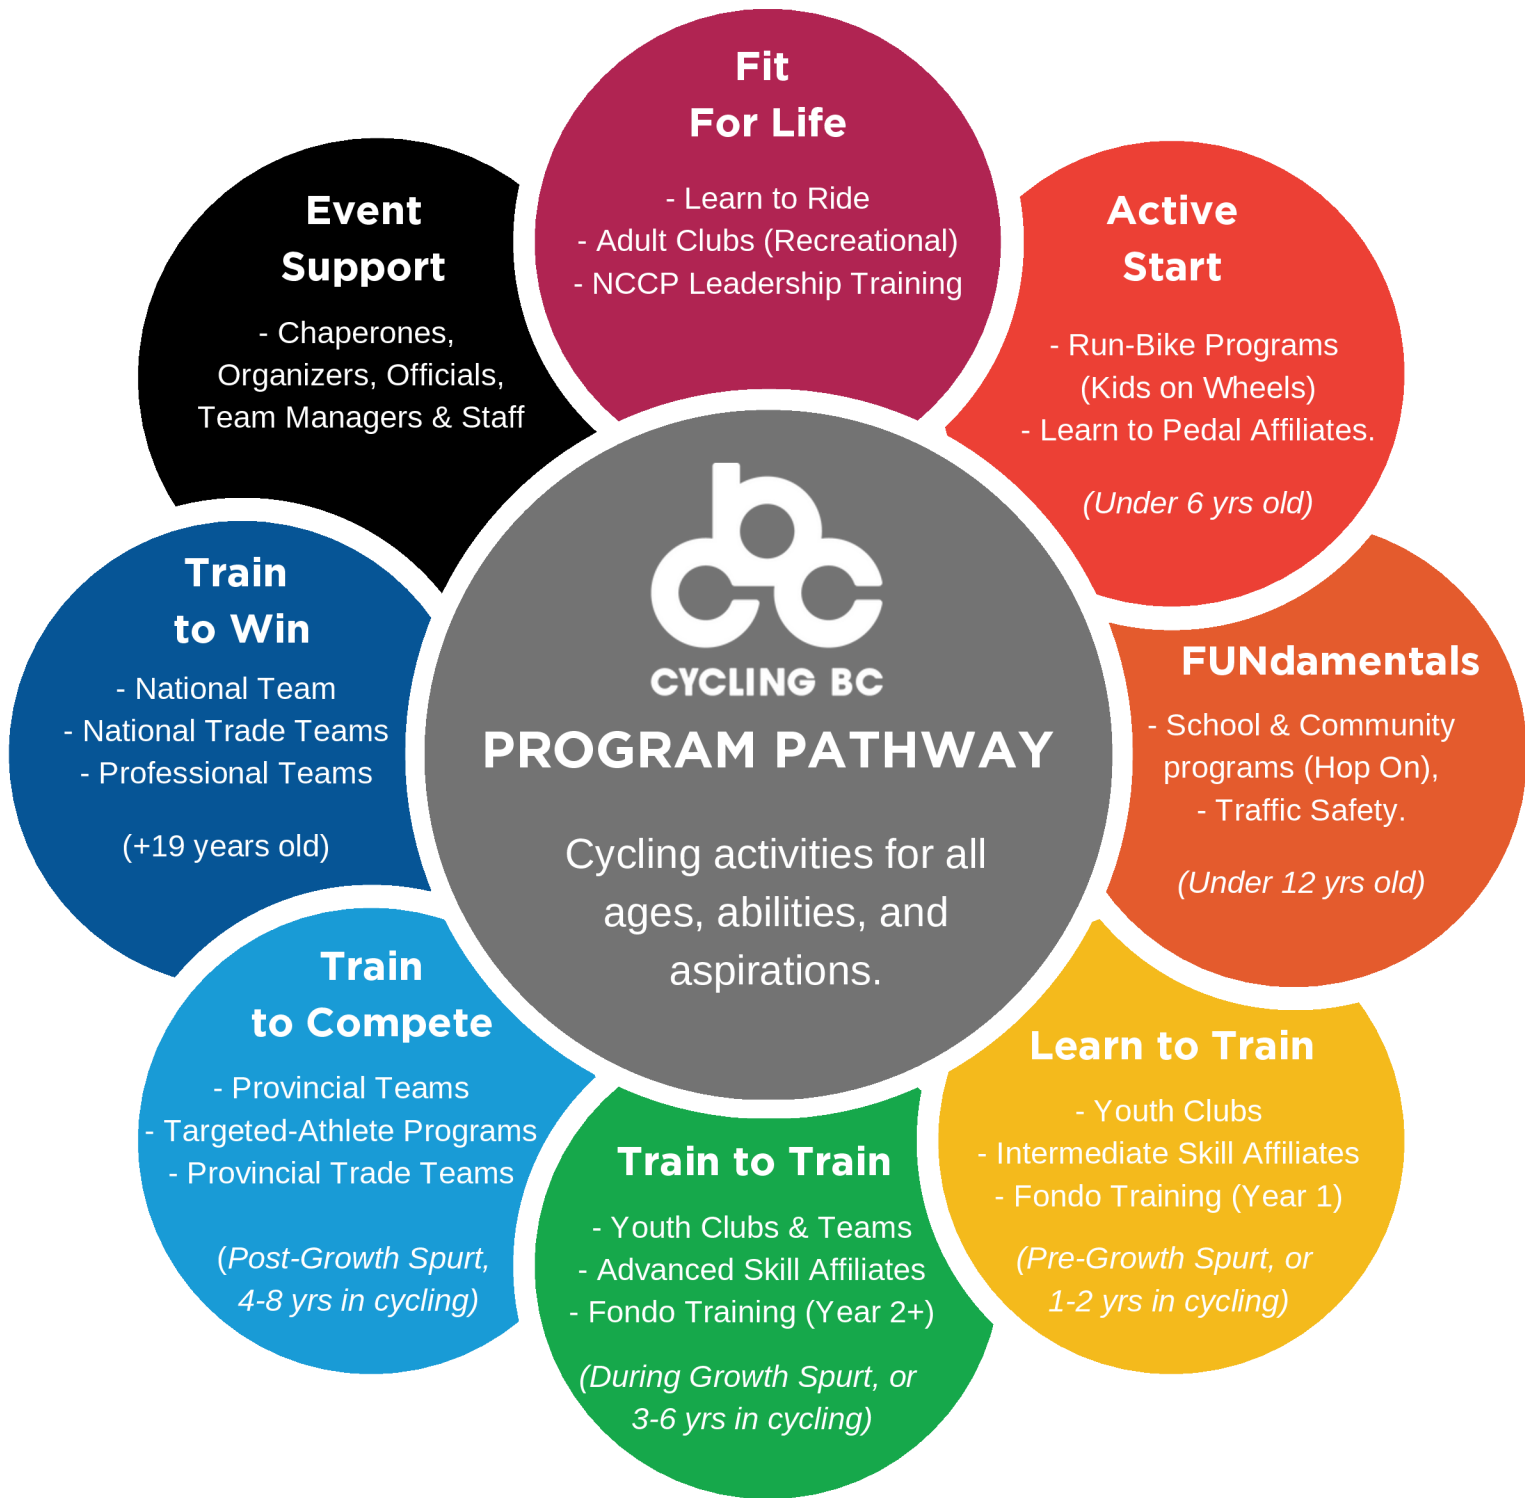 Fit
For Life
- Learn to Ride
- Adult Clubs (Recreational)
- NCCP Leadership Training
Active
Start
- Run-Bike Programs
(Kids on Wheels)
- Learn to Pedal Affiliates.
(Under 6 yrs old)
FUNdamentals
- School & Community
programs (Hop On),
- Traffic Safety.
(Under 12 yrs old)
Learn to Train
- Youth Clubs
- Intermediate Skill Affiliates
- Fondo Training (Year 1)
(Pre-Growth Spurt, or
1-2 yrs in cycling)
Train to Train
- Youth Clubs & Teams
- Advanced Skill Affiliates
- Fondo Training (Year 2+)
(During Growth Spurt, or
3-6 yrs in cycling)
Train
to Compete
- Provincial Teams
- Targeted-Athlete Programs
- Provincial Trade Teams
(Post-Growth Spurt,
4-8 yrs in cycling)
Train
to Win
- National Team
- National Trade Teams
- Professional Teams
(+19 years old)
Event
Support
- Chaperones,
Organizers, Officials,
Team Managers & Staff
cbc
CYCLING BC
PROGRAM PATHWAY
Cycling activities for all
ages, abilities, and
aspirations.